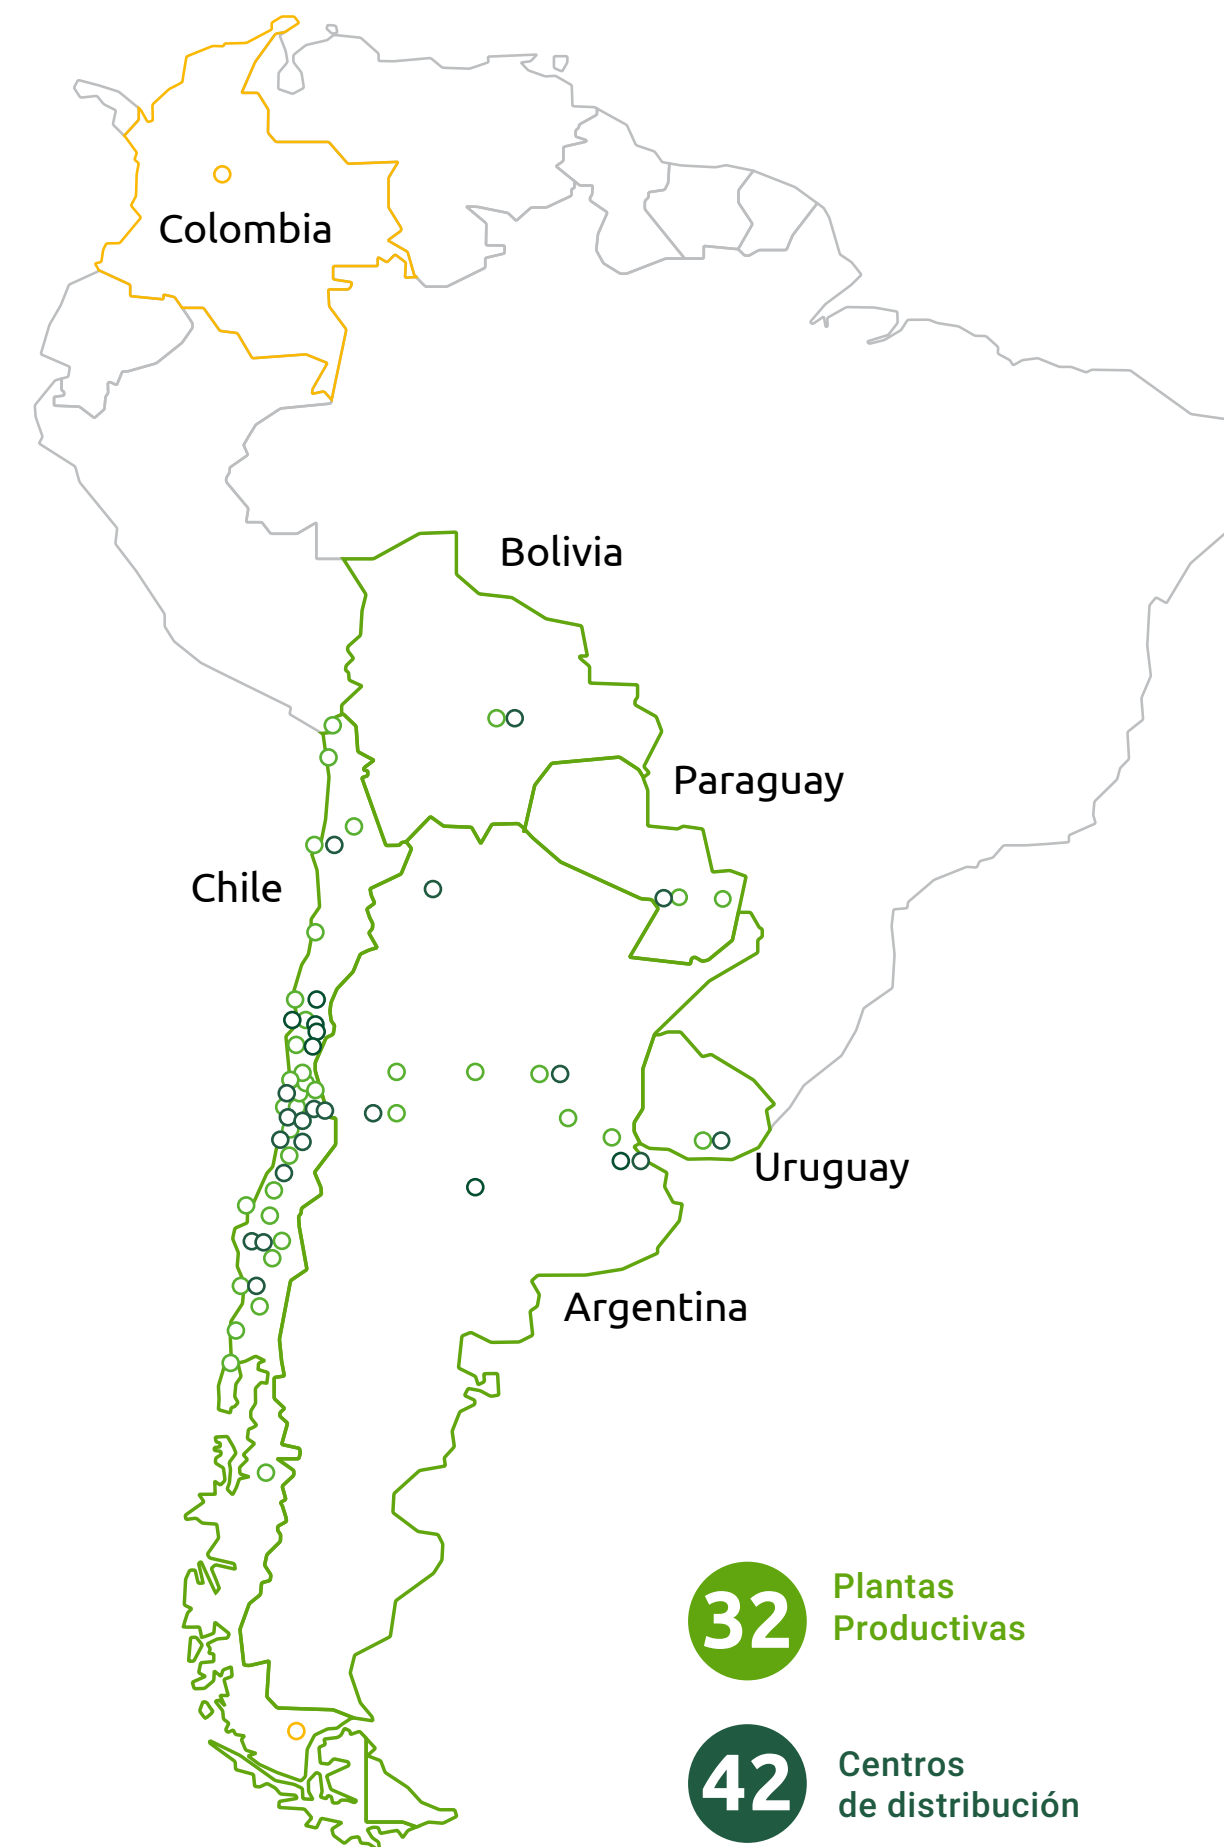 Colombia
Bolivia
Paraguay
Chile
Uruguay
Argentina
32
Plantas
Productivas
42
Centros
de distribución